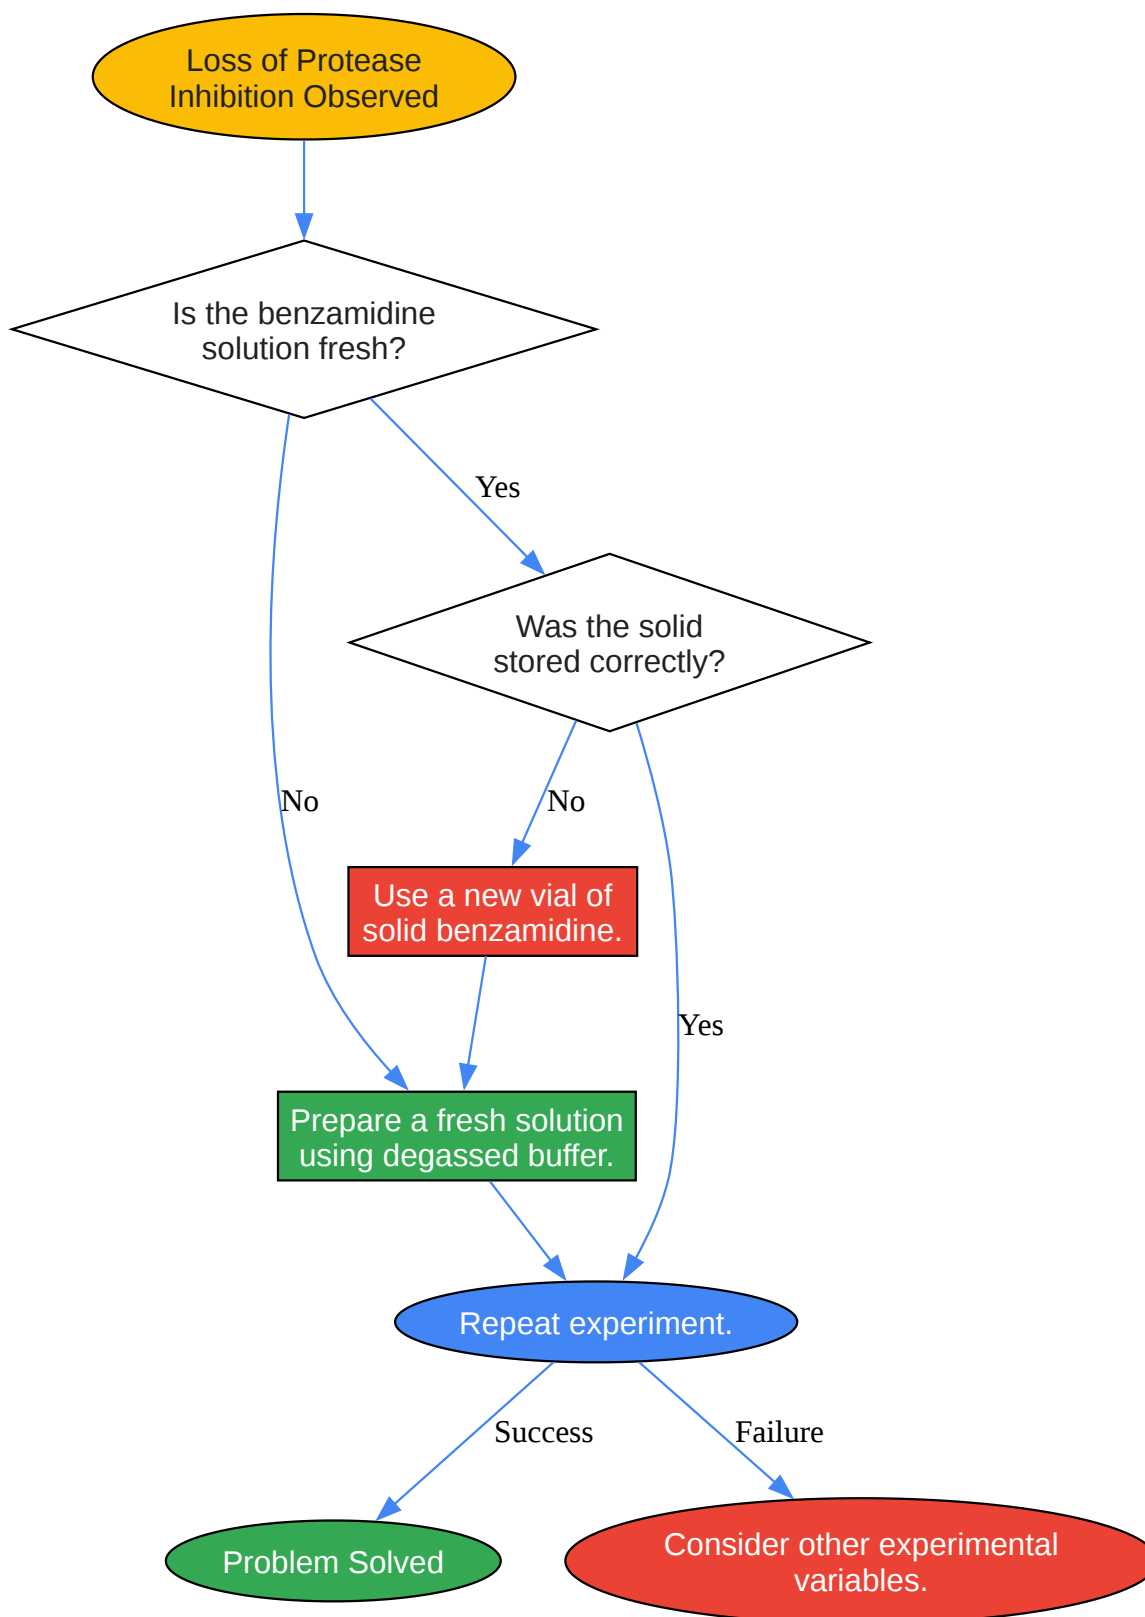 Loss of Protease
Inhibition Observed
Is the benzamidine
solution fresh?
Yes
Was the solid
stored correctly?
No
No
Use a new vial of
solid benzamidine.
Yes
Prepare a fresh solution
using degassed buffer.
Repeat experiment.
Success
Failure
Problem Solved
Consider other experimental
variables.